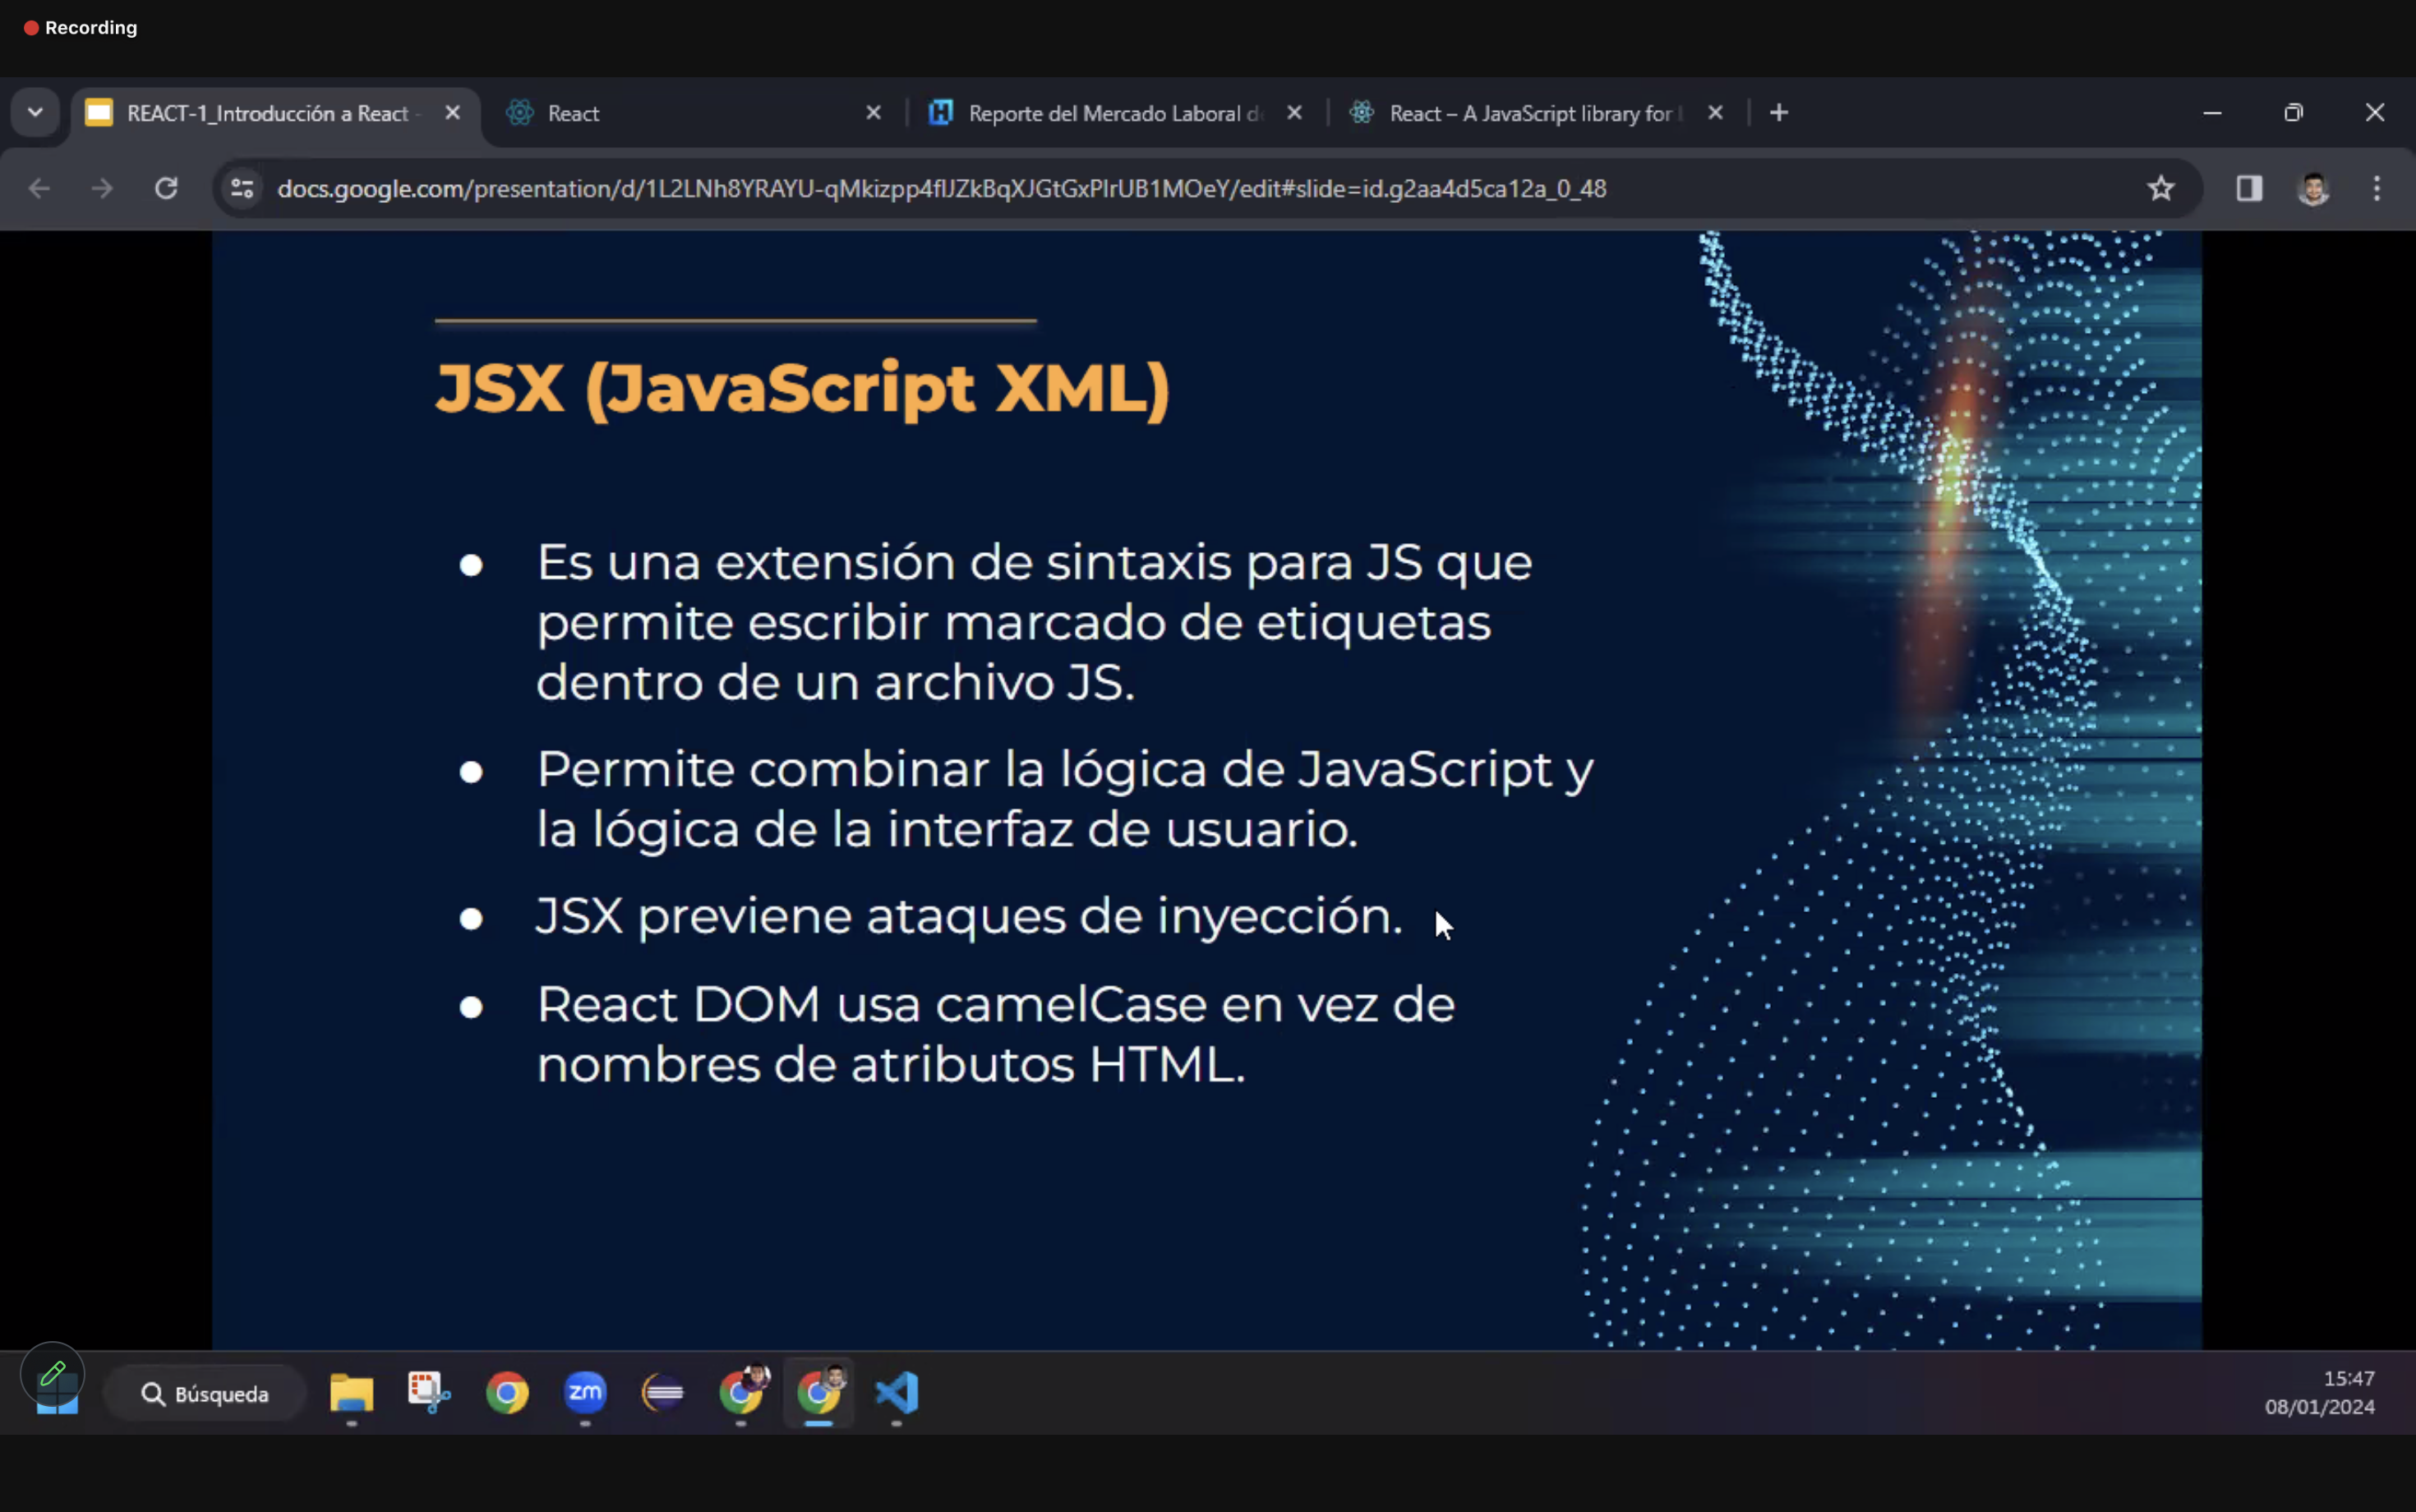 Recording
REACT-1_Introducción a React -
React
Reporte del Mercado Laboral de
React – A JavaScript library for
docs.google.com/presentation/d/1L2LNh8YRAYU-qMkizpp4flJZkBqXJGtGxPlrUB1MOeY/edit#slide=id.g2aa4d5ca12a_0_48
JSX (JavaScript XML)
● Es una extensión de sintaxis para JS que
permite escribir marcado de etiquetas
dentro de un archivo JS.
● Permite combinar la lógica de JavaScript y
la lógica de la interfaz de usuario.
● JSX previene ataques de inyección.
● React DOM usa camelCase en vez de
nombres de atributos HTML.
Búsqueda
zm
15:47
08/01/2024